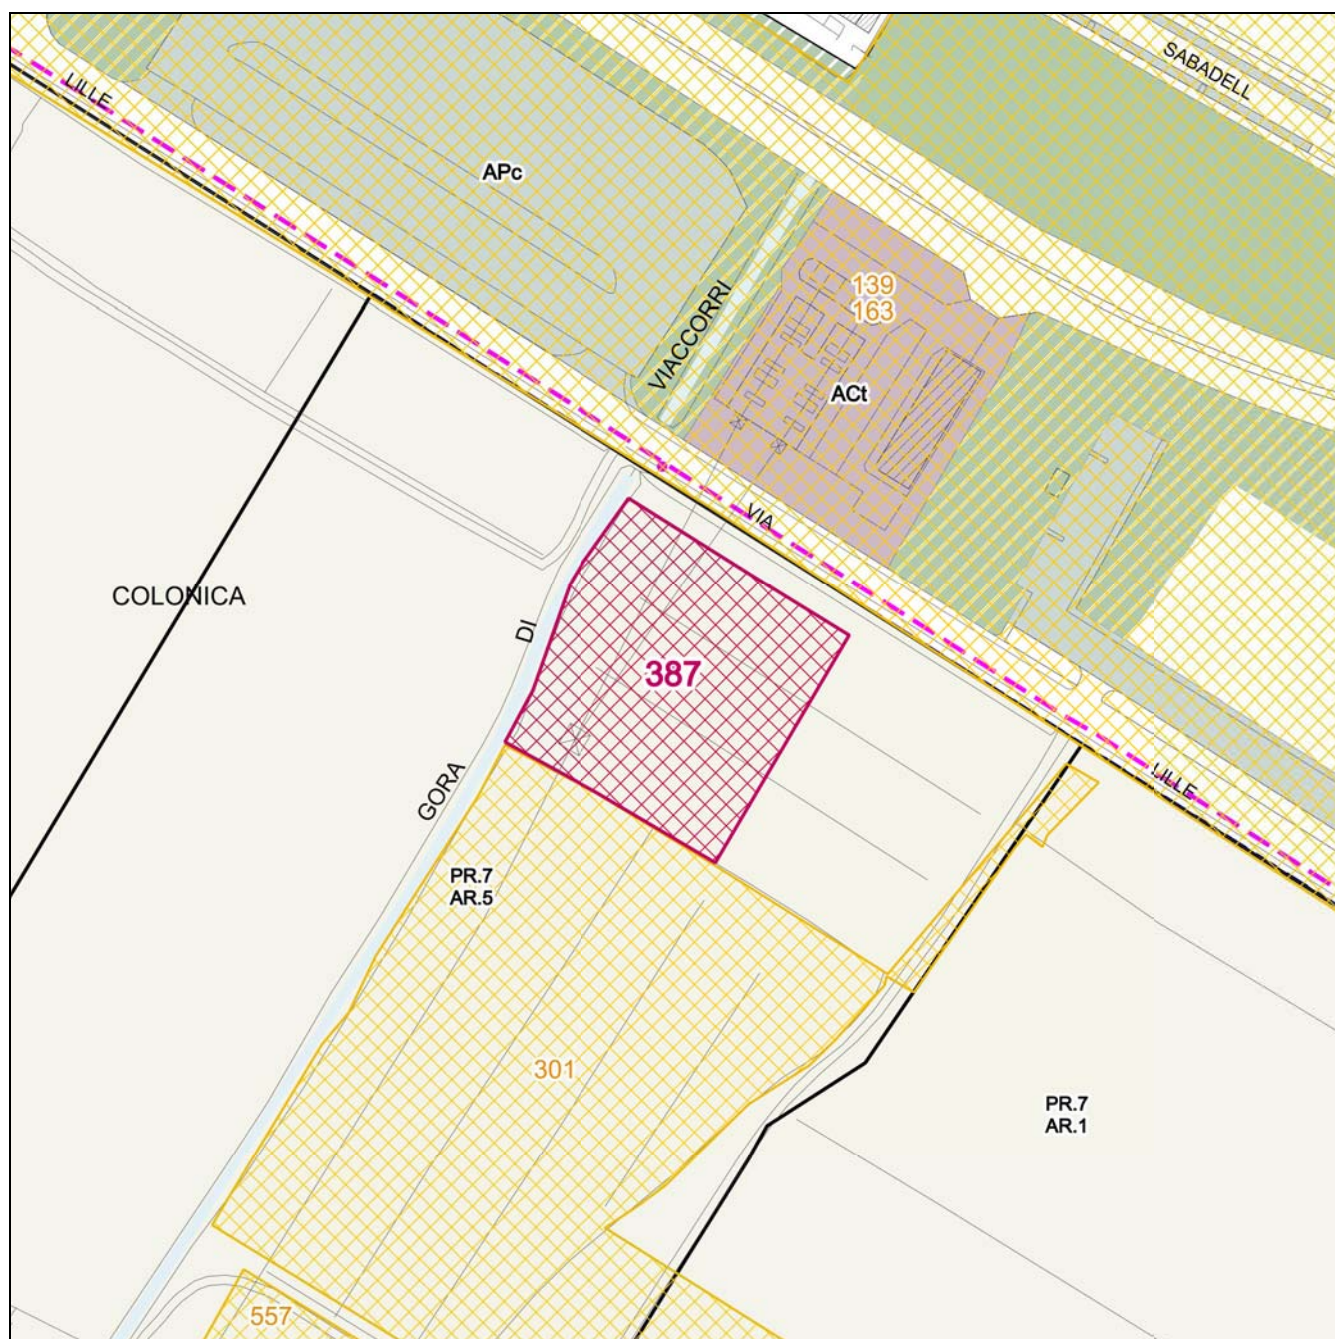 SABADELL
LILLE
APc
139
163
VIACCORRI
ACt
VIA
COLONICA
DI
387
LILLE
GORA
PR.7
AR.5
301
PR.7
AR.1
557